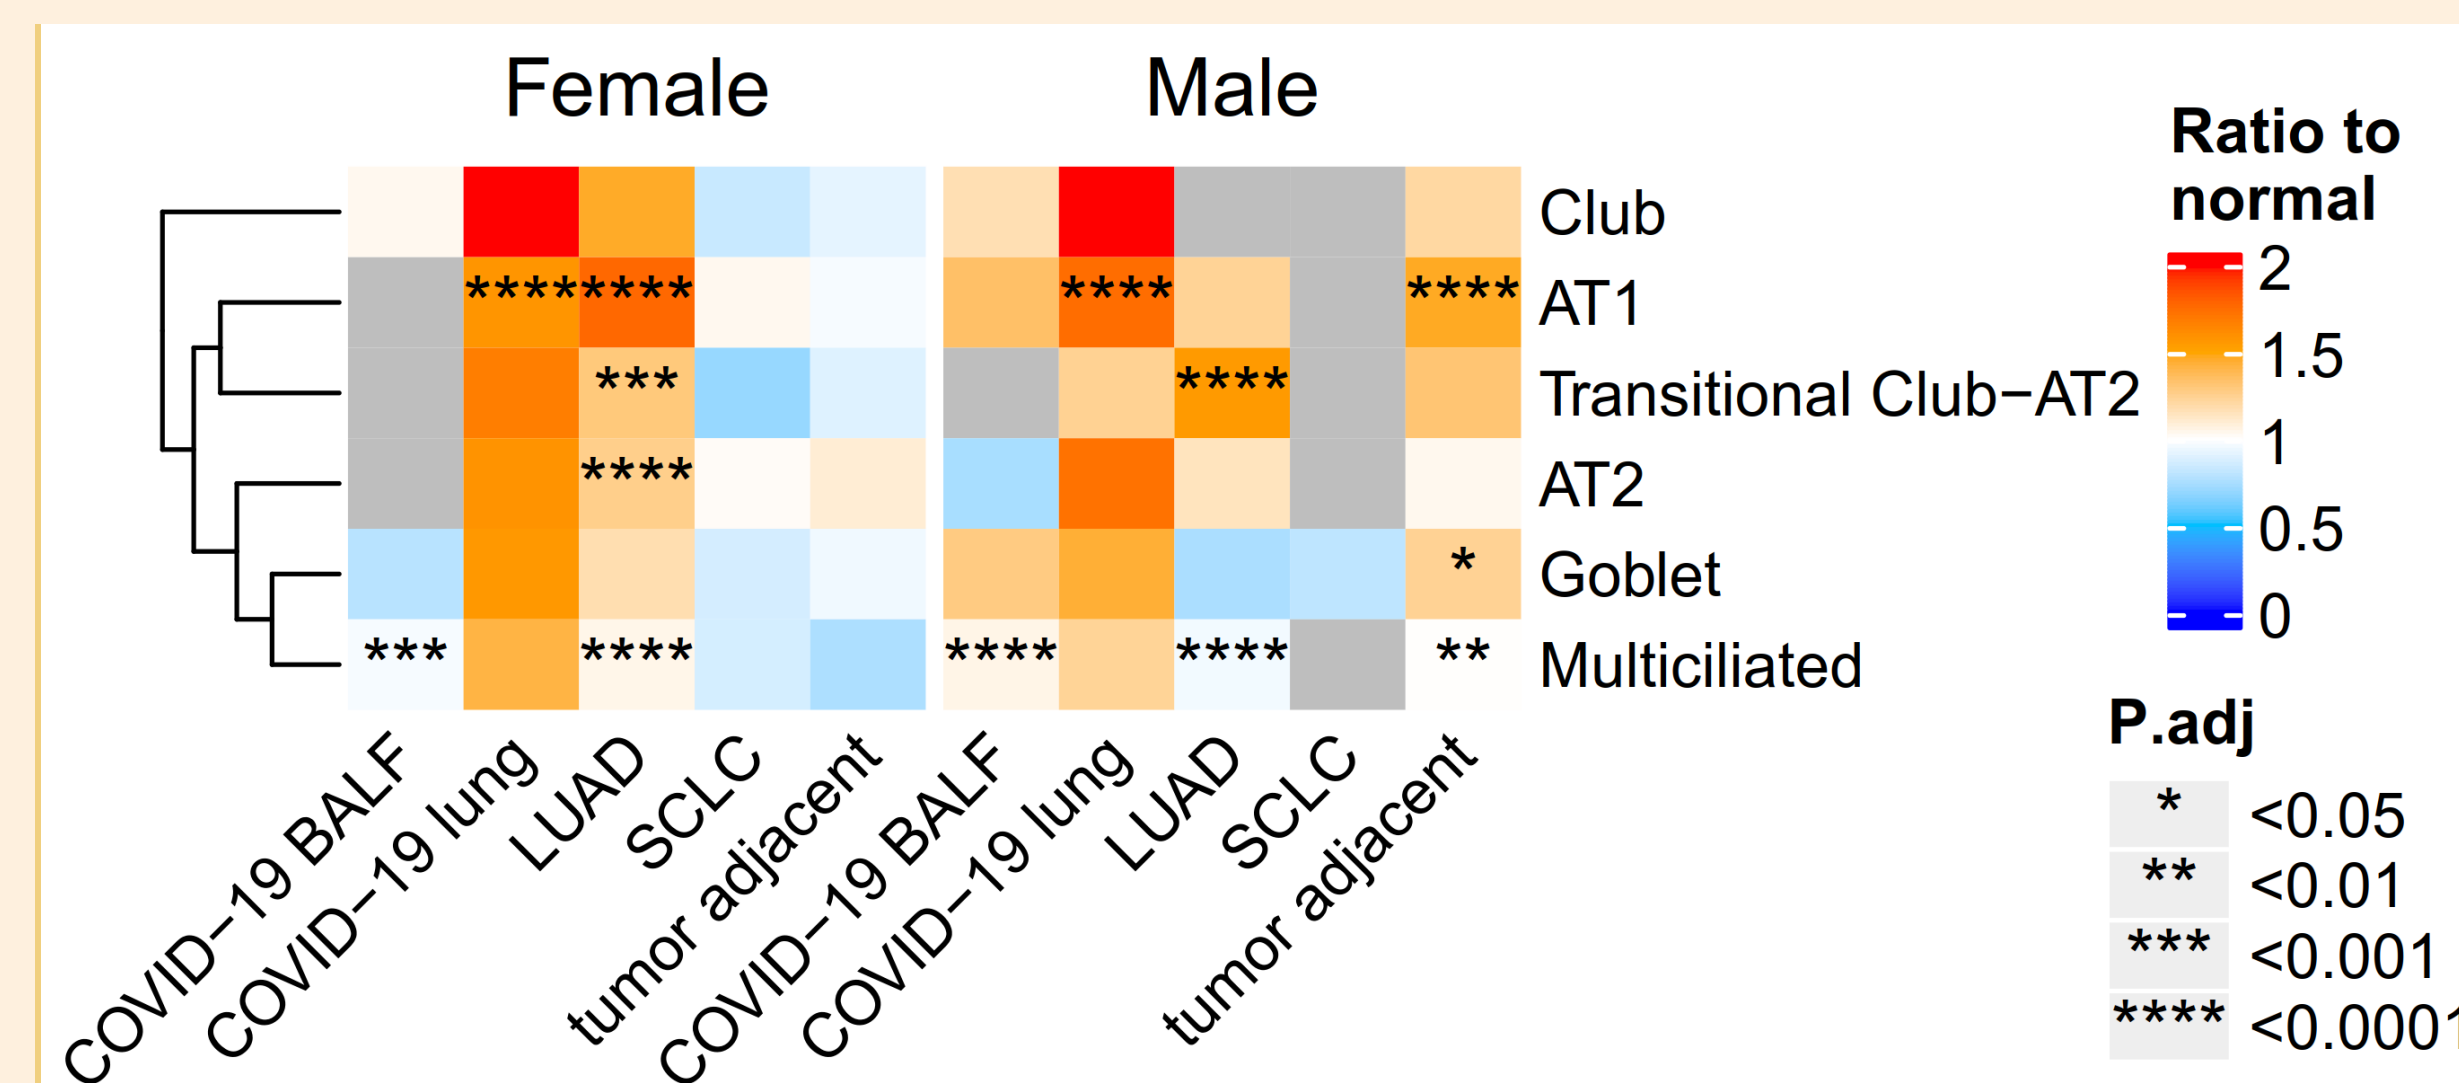 Female
Male
Club
**** **** **** **** AT1
*** **** Transitional Club−AT2
**** AT2
* Goblet
*** **** **** **** ** Multiciliated
COVID−19 BALF
COVID−19 lung
LUAD
SCLC
tumor adjacent
COVID−19 BALF
COVID−19 lung
LUAD
SCLC
tumor adjacent
Ratio to
normal
2
1.5
1
0.5
0
P.adj
* <0.05
** <0.01
*** <0.001
**** <0.0001